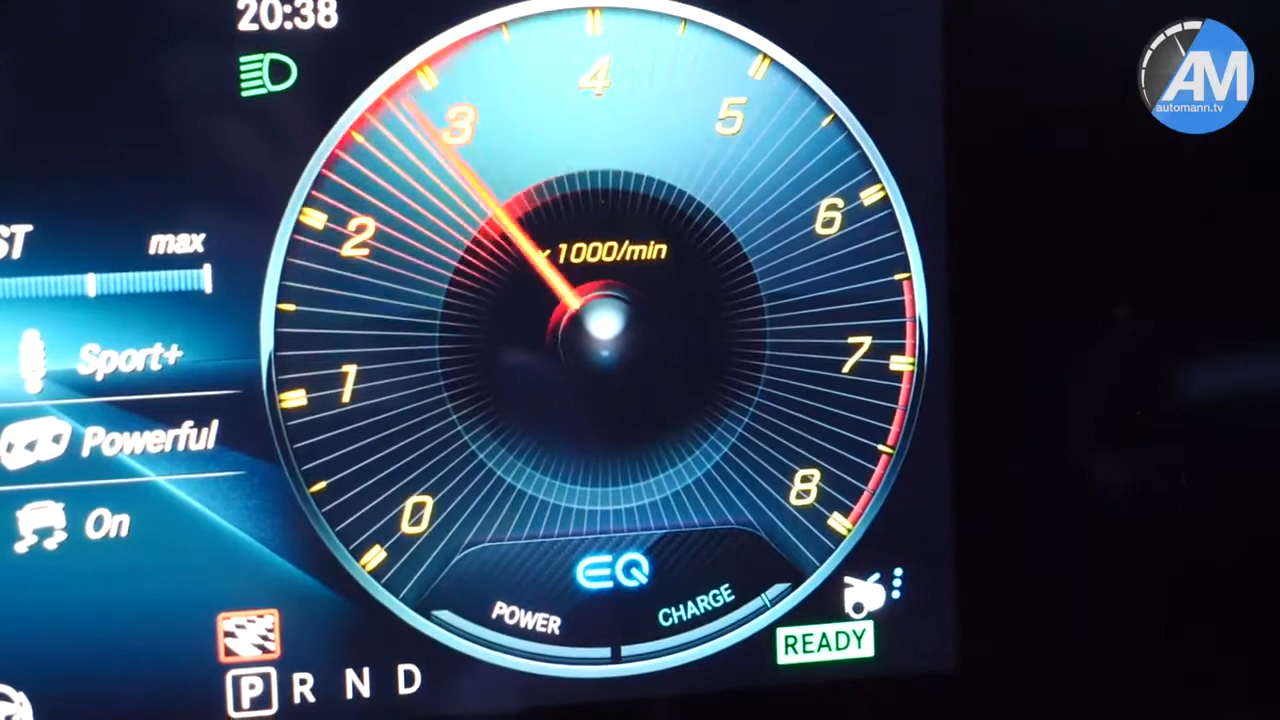 20:38
AM
automann.tv
4
3
5
2
6
x 1000/min
ST
max
1
7
Sport+
Powerful
0
8
On
EQ
POWER
CHARGE
READY
P R N D